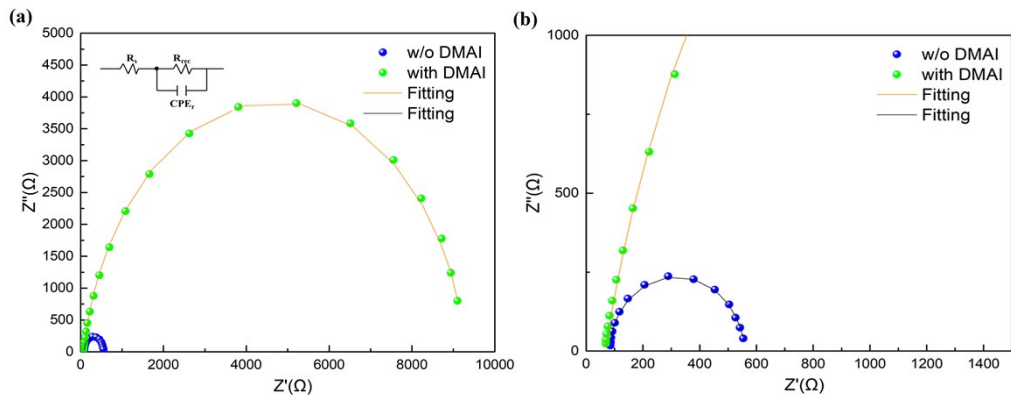 (a)
5000
4500
4000
3500
3000
2500
2000
1500
1000
500
0
Z''(Ω)
0 2000 4000 6000 8000 10000
Z'(Ω)
Rs
Rrec
CPEr
w/o DMAI
with DMAI
Fitting
Fitting
(b)
1000
500
0
Z''(Ω)
0 200 400 600 800 1000 1200 1400
Z'(Ω)
w/o DMAI
with DMAI
Fitting
Fitting